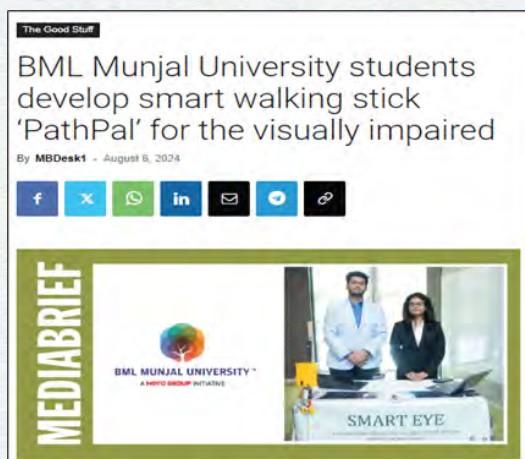 The Good Stuff
BML Munjal University students
develop smart walking stick
‘PathPal’ for the visually impaired
By MBDesk1 - August 6, 2024
MEDIABRIEF
BML MUNJAL UNIVERSITY™
A HERO GROUP INITIATIVE
SMART EYE